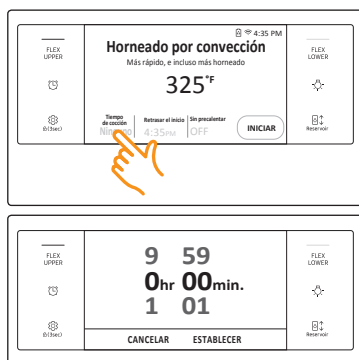 4:35 PM
FLEX
UPPER
Horneado por convección
FLEX
LOWER
Más rápido, e incluso más horneado
325°F
Tiempo
de cocción
Retrasar el inicio
Sin precalentar
Ninguno
4:35PM
OFF
INICIAR
(3sec)
Reservoir
FLEX
UPPER
9 59
FLEX
LOWER
0hr 00min.
1 01
(3sec)
Reservoir
CANCELAR ESTABLECER